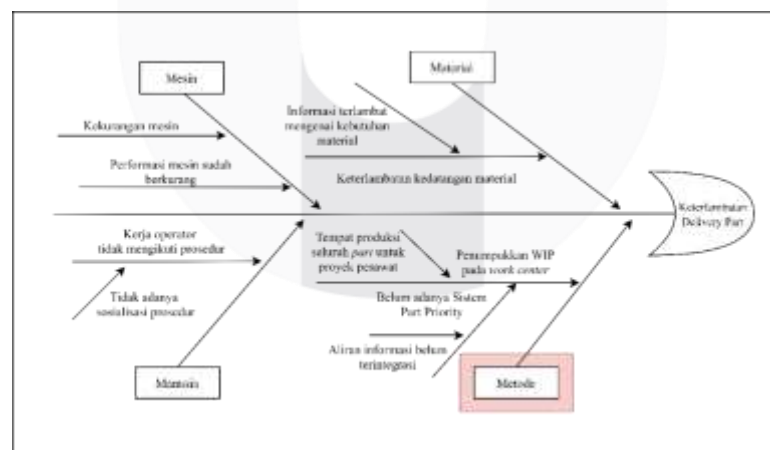 Mesin
Material
Kekurangan mesin
Informasi terlambat
mengenai kebutuhan
material
Performasi mesin sudah
berkurang
Keterlambatan kedatangan material
Keterlambatan
Delivery Part
Kerja operator
tidak mengikuti prosedur
Tempat produksi
seluruh part untuk
proyek pesawat
Penumpukkan WIP
pada work center
Tidak adanya
sosialisasi prosedur
Belum adanya Sistem
Part Priority
Aliran informasi belum
terintegrasi
Manusia
Metode